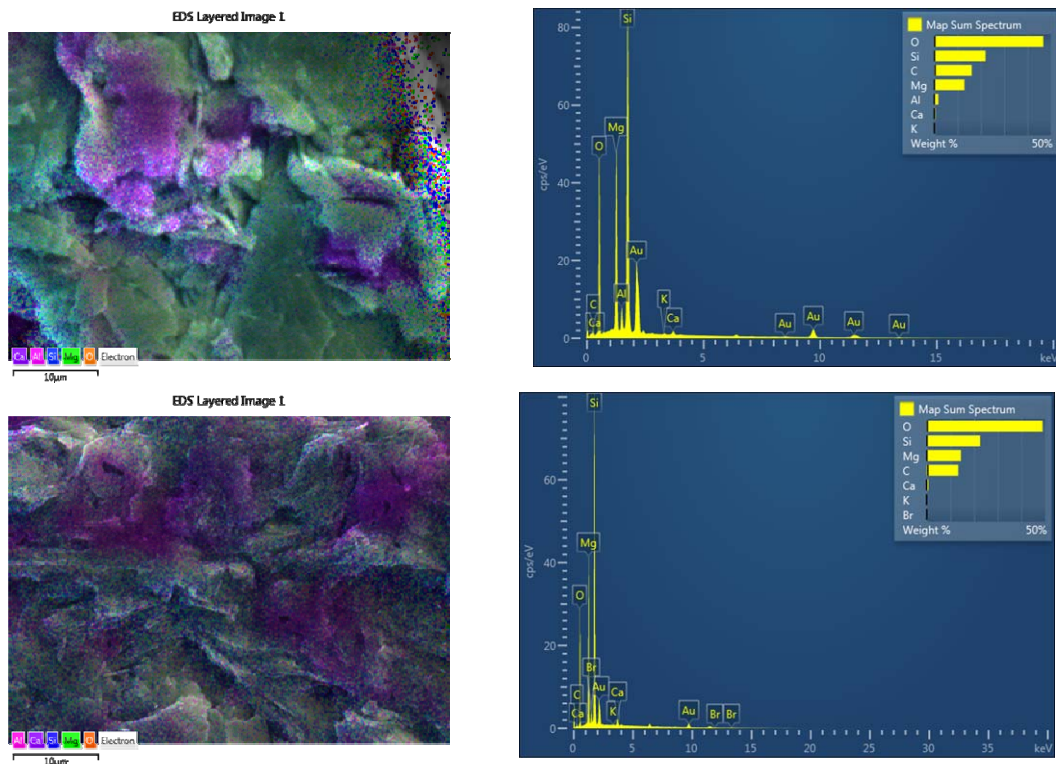 EDS Layered Image 1
Ca Al Si Mg O Electron
10μm
80
60
40
20
0
cps/eV
Si
Mg
O
Au
Al
C
Ca
K
Ca
Au
Au
Au
Au
0 5 10 15 keV
Map Sum Spectrum
O
Si
C
Mg
Al
Ca
K
Weight % 50%
EDS Layered Image 1
Al Ca Si Mg O Electron
10μm
60
40
20
0
cps/eV
Si
Mg
O
Br
Au
C
Ca
K
Ca
Au
Br
Br
0 5 10 15 20 25 30 35 keV
Map Sum Spectrum
O
Si
Mg
C
Ca
K
Br
Weight % 50%